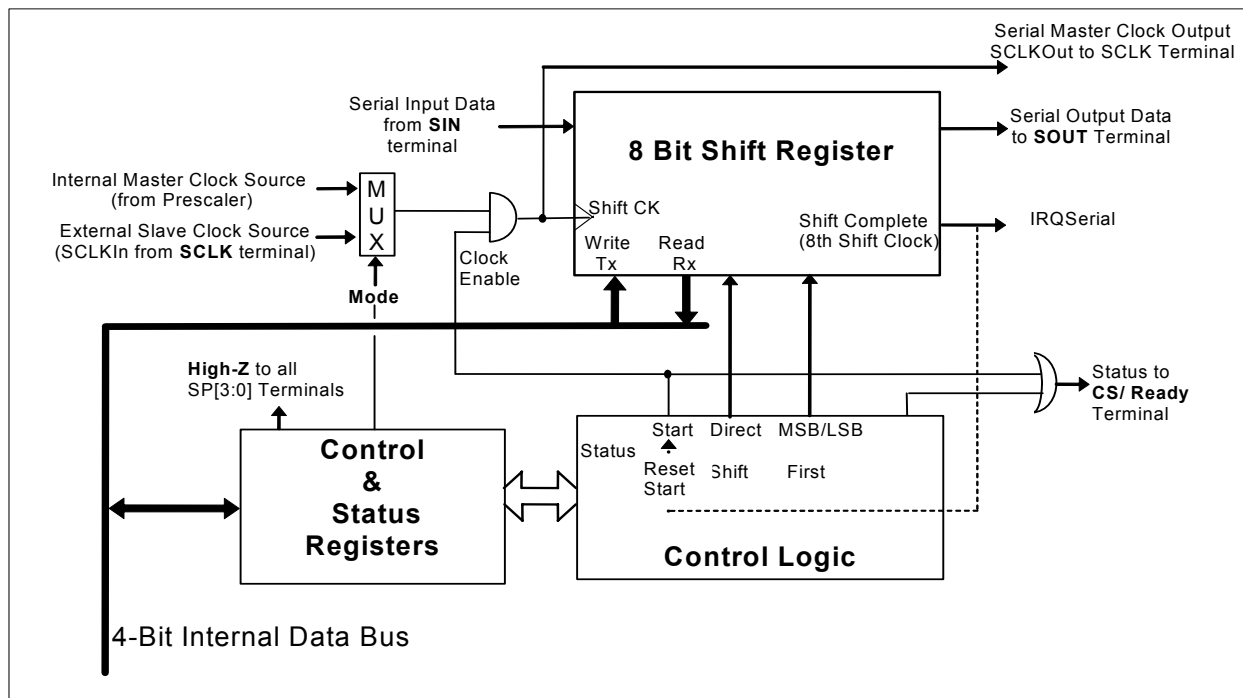 Serial Master Clock Output
SCLKOut to SCLK Terminal
Serial Input Data
from SIN
terminal
Serial Output Data
to SOUT Terminal
8 Bit Shift Register
Internal Master Clock Source
(from Prescaler)
External Slave Clock Source
(SCLKIn from SCLK terminal)
M
U
X
Mode
Clock
Enable
Shift CK
Write
Tx
Read
Rx
Shift Complete
(8th Shift Clock)
IRQSerial
High-Z to all
SP[3:0] Terminals
Status to
CS/ Ready
Terminal
Control
&
Status
Registers
Status
Start
Direct
MSB/LSB
Reset
Start
Shift
First
Control Logic
4-Bit Internal Data Bus